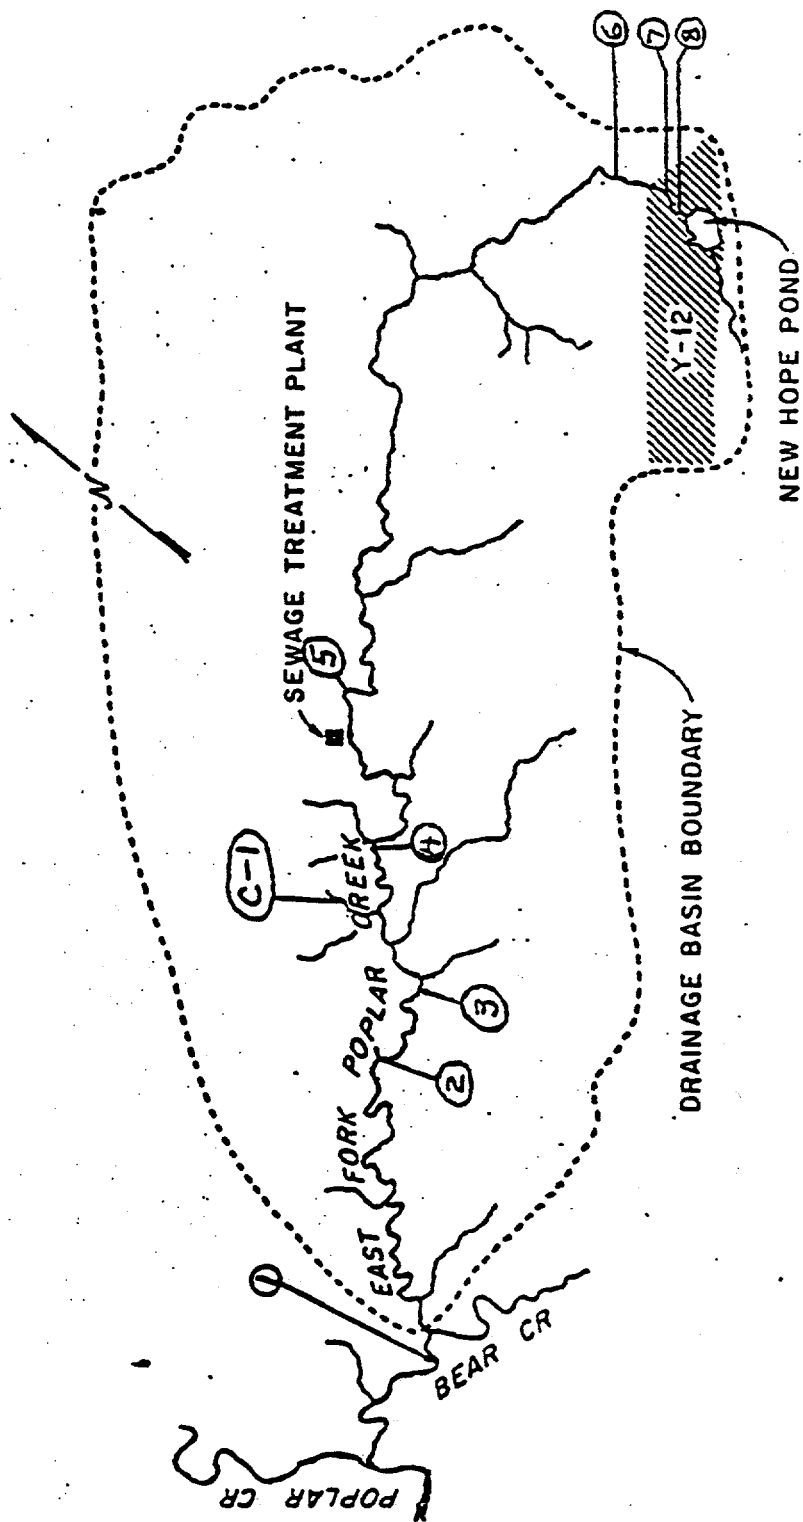 N
SEWAGE TREATMENT PLANT
5
C-1
4
3
2
1
6
7
8
Y-12
NEW HOPE POND
DRAINAGE BASIN BOUNDARY
EAST FORK POPLAR CREEK
BEAR CR
POPLAR CR